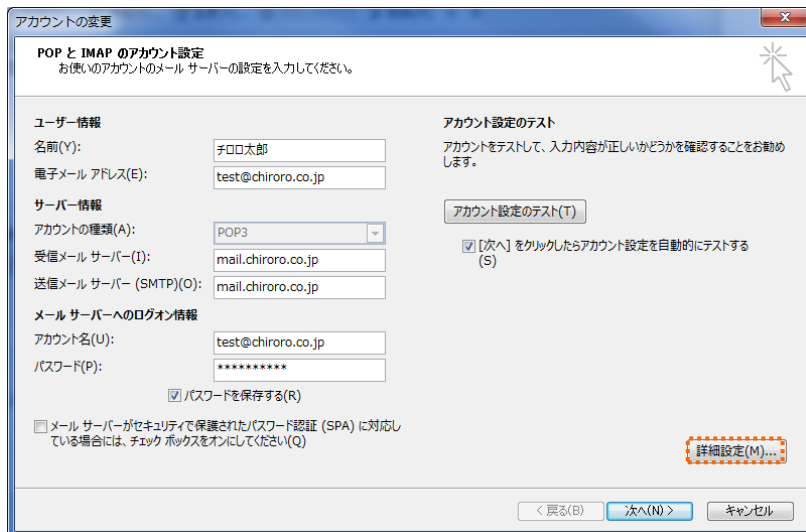 アカウントの変更
POP と IMAP のアカウント設定
お使いのアカウントのメール サーバーの設定を入力してください。
ユーザー情報
名前(Y):
チロロ太郎
電子メール アドレス(E):
test@chiroro.co.jp
サーバー情報
アカウントの種類(A):
POP3
受信メール サーバー(I):
mail.chiroro.co.jp
送信メール サーバー (SMTP)(O):
mail.chiroro.co.jp
メール サーバーへのログオン情報
アカウント名(U):
test@chiroro.co.jp
パスワード(P):
**********
パスワードを保存する(R)
メール サーバーがセキュリティで保護されたパスワード認証 (SPA) に対応し
ている場合には、チェック ボックスをオンにしてください(Q)
アカウント設定のテスト
アカウントをテストして、入力内容が正しいかどうかを確認することをお勧め
します。
アカウント設定のテスト(T)
[次へ] をクリックしたらアカウント設定を自動的にテストする
(S)
詳細設定(M)...
< 戻る(B)
次へ(N) >
キャンセル